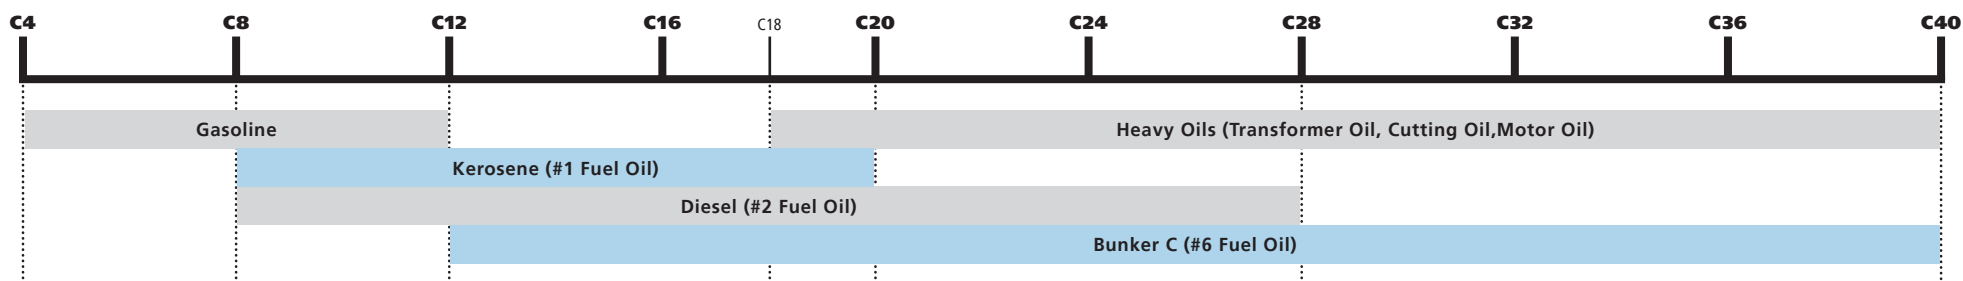 C4 C8 C12 C16 C18 C20 C24 C28 C32 C36 C40
Gasoline
Heavy Oils (Transformer Oil, Cutting Oil,Motor Oil)
Kerosene (#1 Fuel Oil)
Diesel (#2 Fuel Oil)
Bunker C (#6 Fuel Oil)